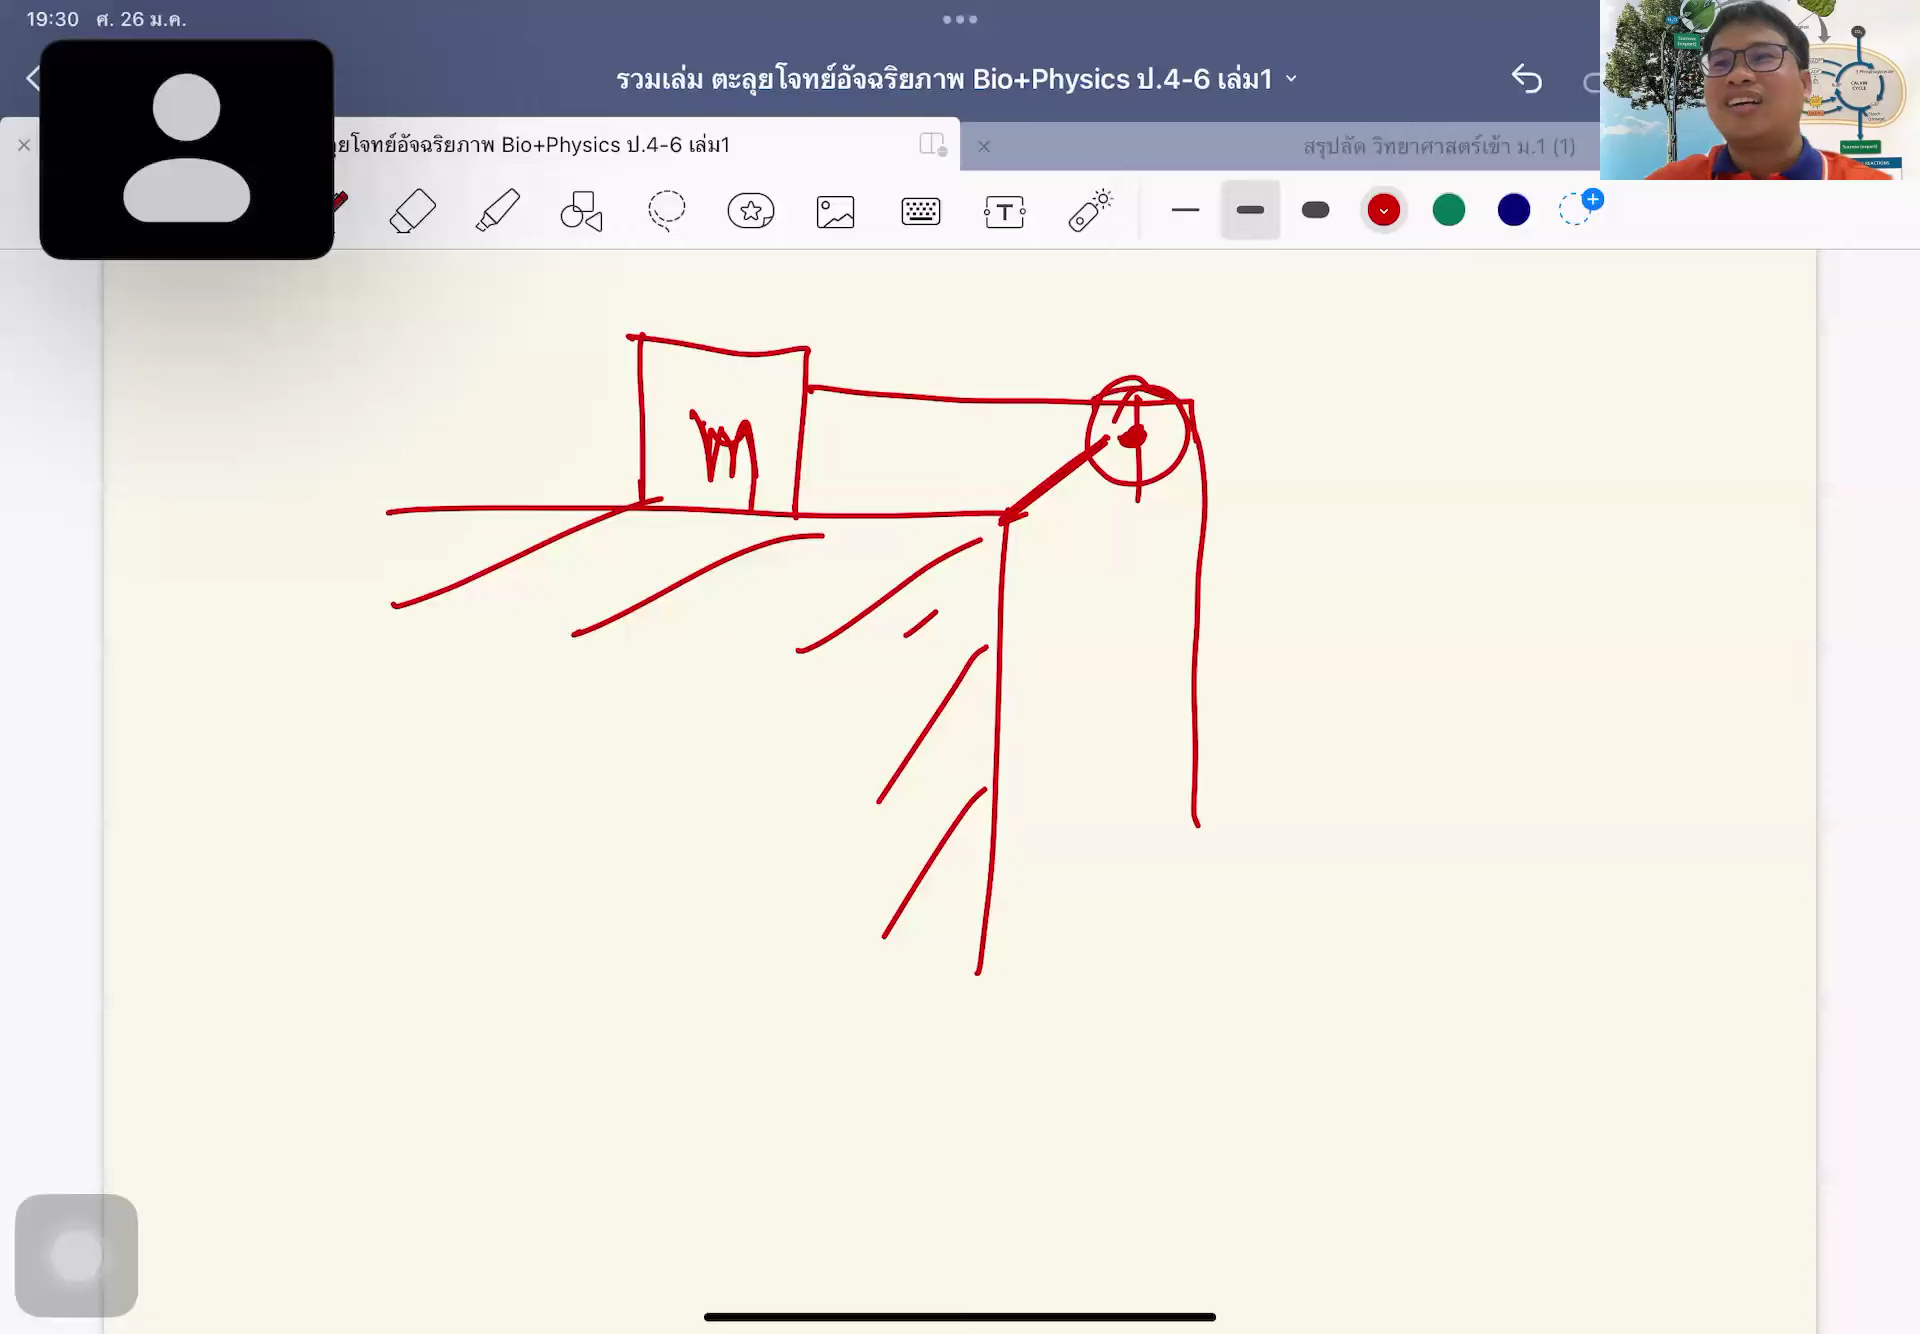 19:30 ศ. 26 ม.ค.
รวมเล่ม ตะลุยโจทย์อัจฉริยภาพ Bio+Physics ป.4-6 เล่ม1
ยโจทย์อัจฉริยภาพ Bio+Physics ป.4-6 เล่ม1
สรุปลัด วิทยาศาสตร์เข้า ม.1 (1)
T
CALVIN
CYCLE
m